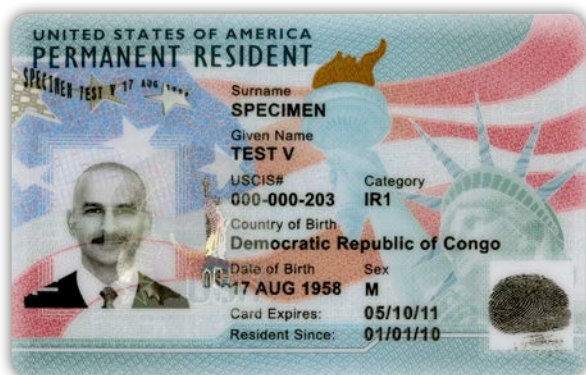 UNITED STATES OF AMERICA
PERMANENT RESIDENT
SPECIMEN TEST V 17 AUG
Surname
SPECIMEN
Given Name
TEST V
USCIS# Category
000-000-203 IR1
Country of Birth
Democratic Republic of Congo
Date of Birth Sex
17 AUG 1958 M
Card Expires: 05/10/11
Resident Since: 01/01/10